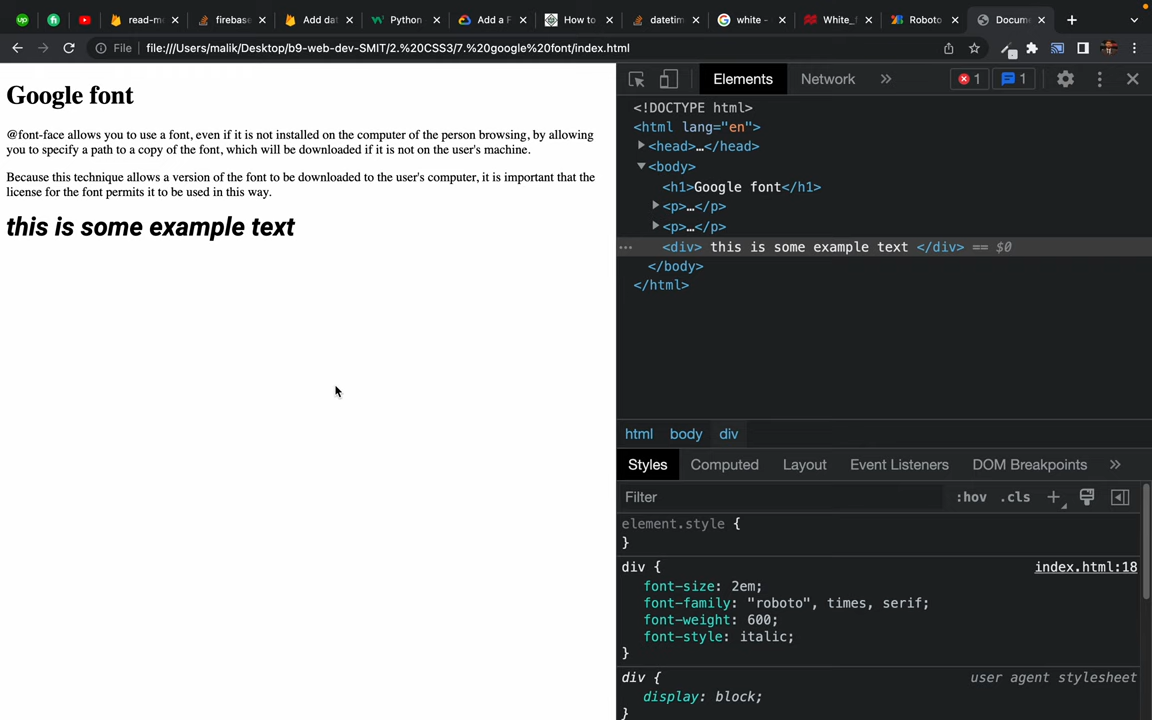 read-m
firebase
Add dat
Python
Add a F
How to
datetim
white -
White_
Roboto
Docume
File file:///Users/malik/Desktop/b9-web-dev-SMIT/2.%20CSS3/7.%20google%20font/index.html
Google font
@font-face allows you to use a font, even if it is not installed on the computer of the person browsing, by allowing
you to specify a path to a copy of the font, which will be downloaded if it is not on the user's machine.
Because this technique allows a version of the font to be downloaded to the user's computer, it is important that the
license for the font permits it to be used in this way.
this is some example text
Elements Network » 1 1
<!DOCTYPE html>
<html lang="en">
<head>…</head>
<body>
<h1>Google font</h1>
<p>…</p>
<p>…</p>
<div> this is some example text </div> == $0
</body>
</html>
html body div
Styles Computed Layout Event Listeners DOM Breakpoints »
Filter :hov .cls +
element.style {
}
div { index.html:18
font-size: 2em;
font-family: "roboto", times, serif;
font-weight: 600;
font-style: italic;
}
div { user agent stylesheet
display: block;
}